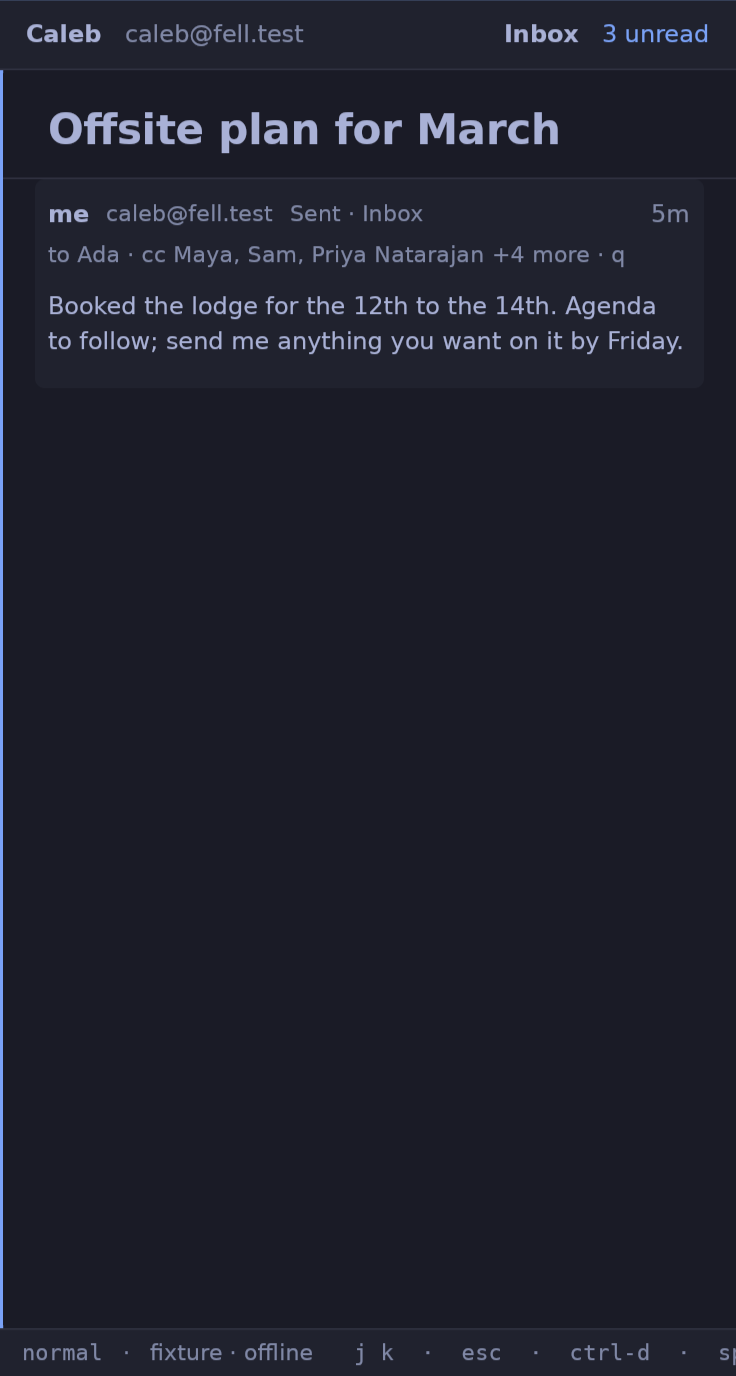 Caleb caleb@fell.test Inbox 3 unread
Offsite plan for March
me caleb@fell.test Sent · Inbox 5m
to Ada · cc Maya, Sam, Priya Natarajan +4 more · q
Booked the lodge for the 12th to the 14th. Agenda
to follow; send me anything you want on it by Friday.
normal · fixture · offline j k · esc · ctrl-d ·